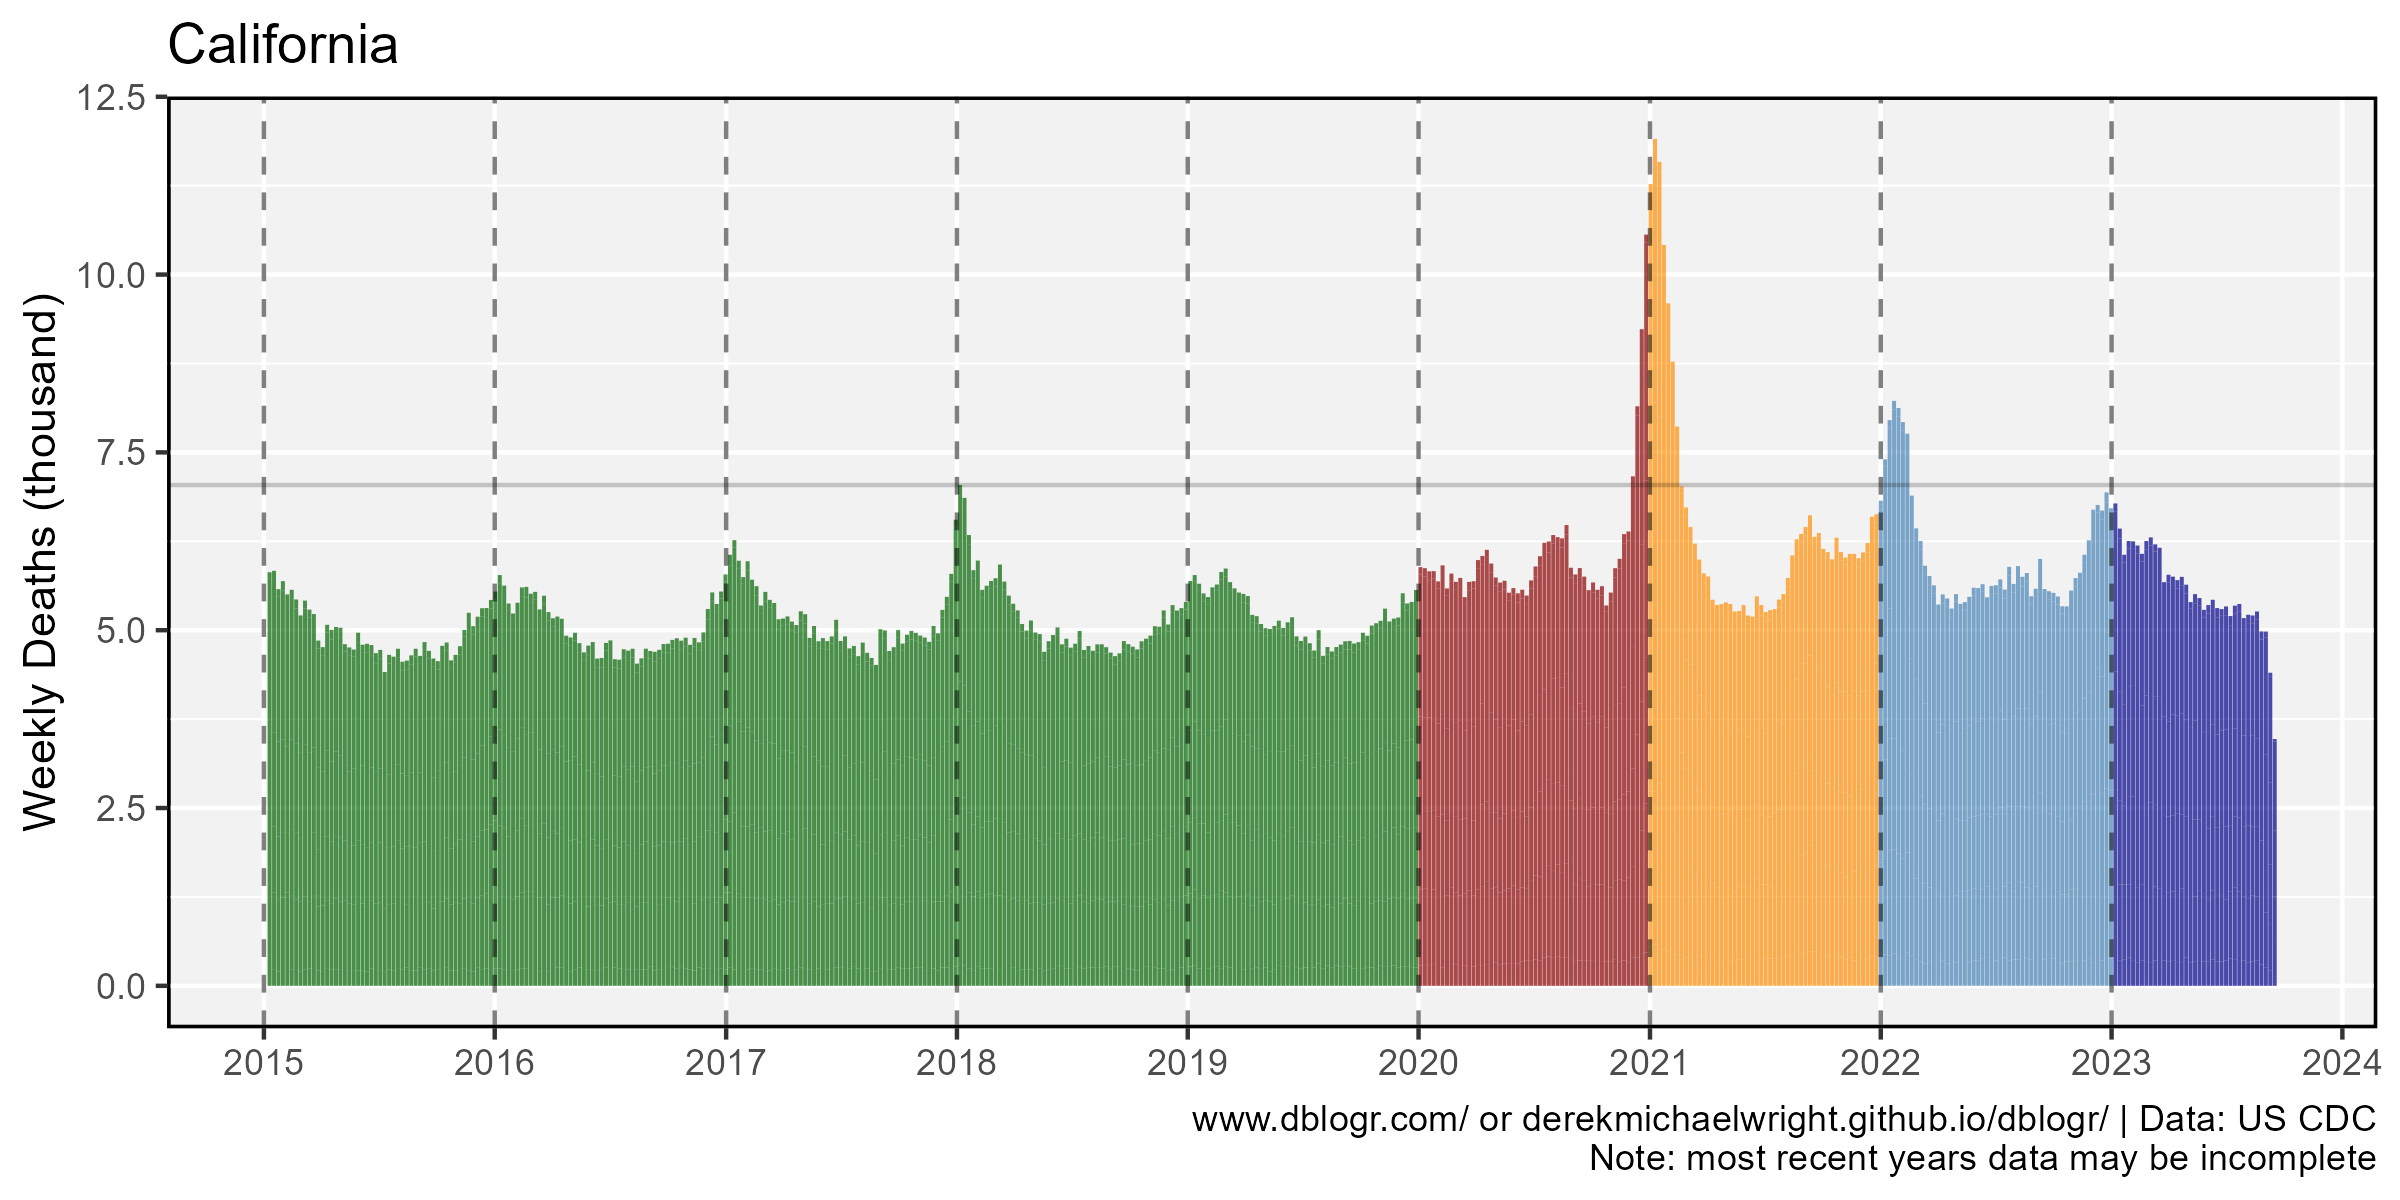 California
Weekly Deaths (thousand)
12.5
10.0
7.5
5.0
2.5
0.0
2015 2016 2017 2018 2019 2020 2021 2022 2023 2024
www.dblogr.com/ or derekmichaelwright.github.io/dblogr/ | Data: US CDC
Note: most recent years data may be incomplete